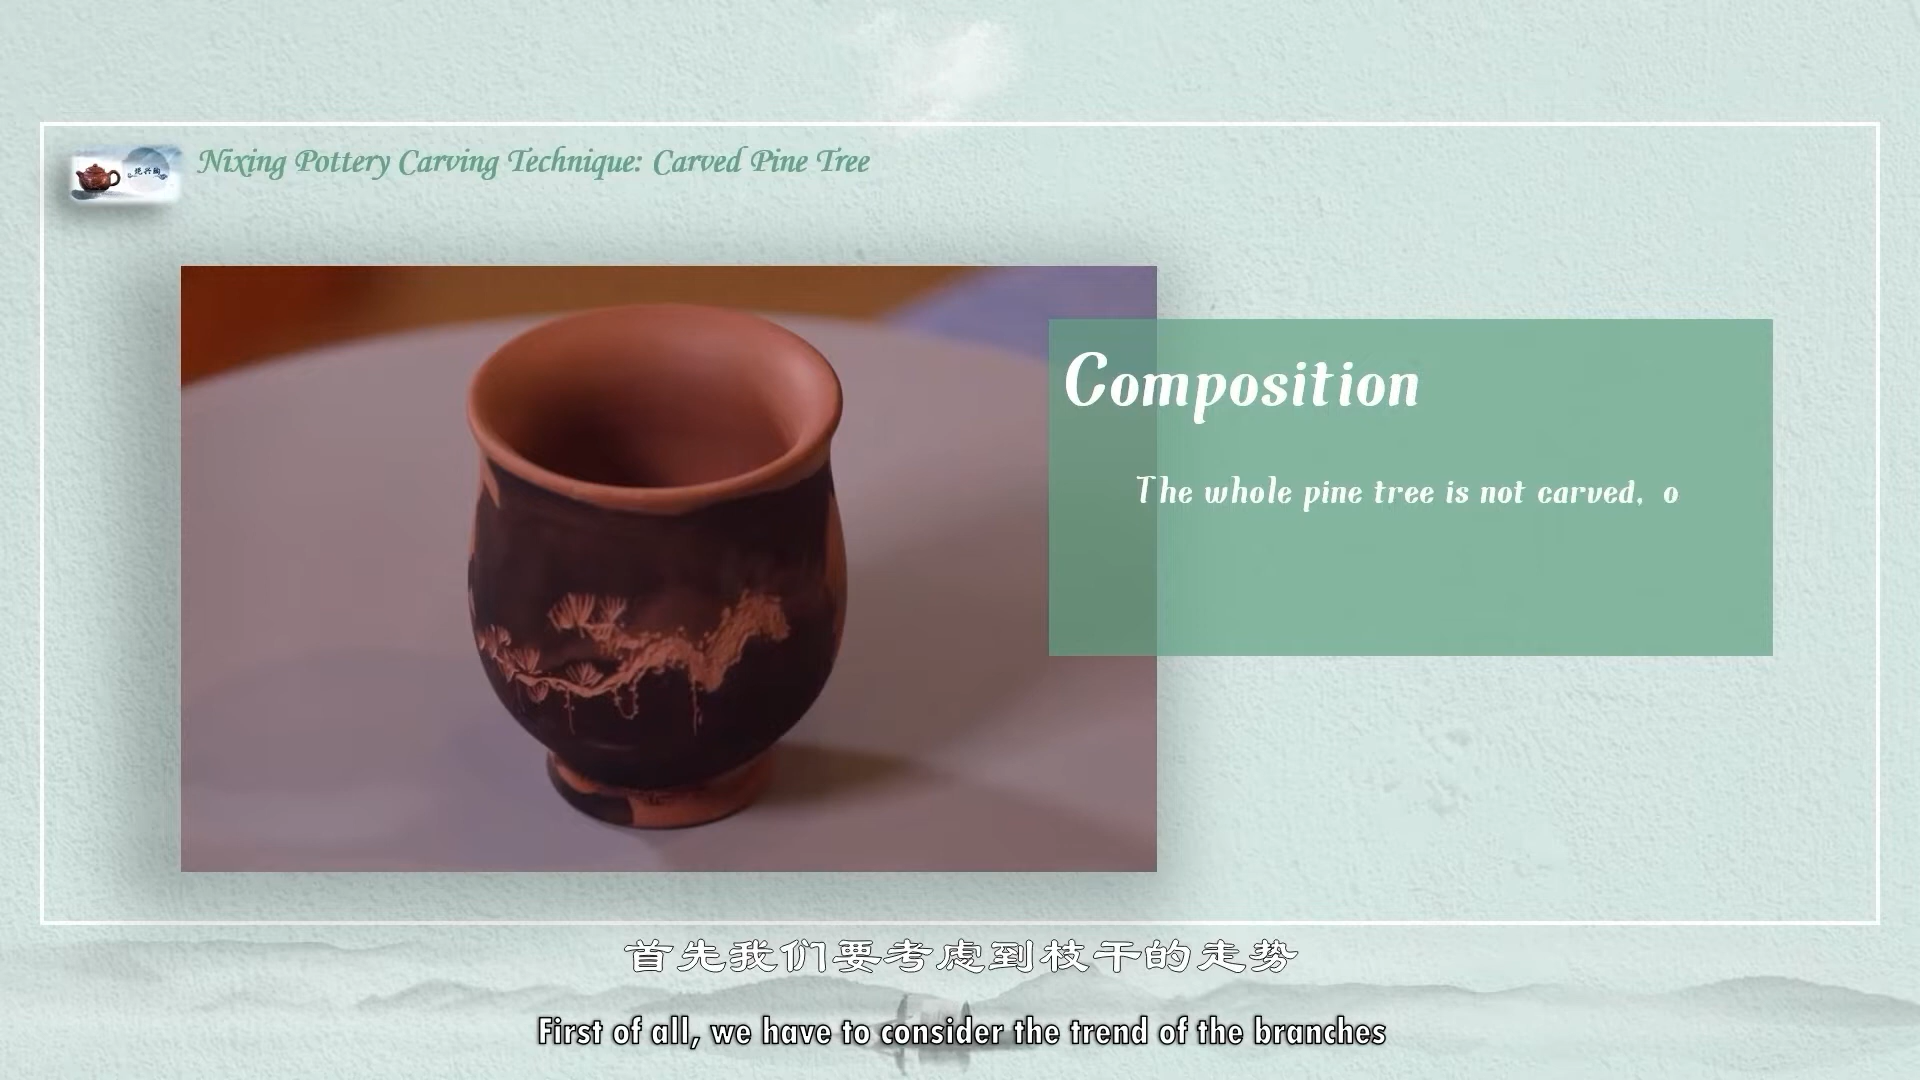 Nixing Pottery Carving Technique: Carved Pine Tree
Composition
The whole pine tree is not carved, o
首先我们要考虑到枝干的走势
First of all, we have to consider the trend of the branches